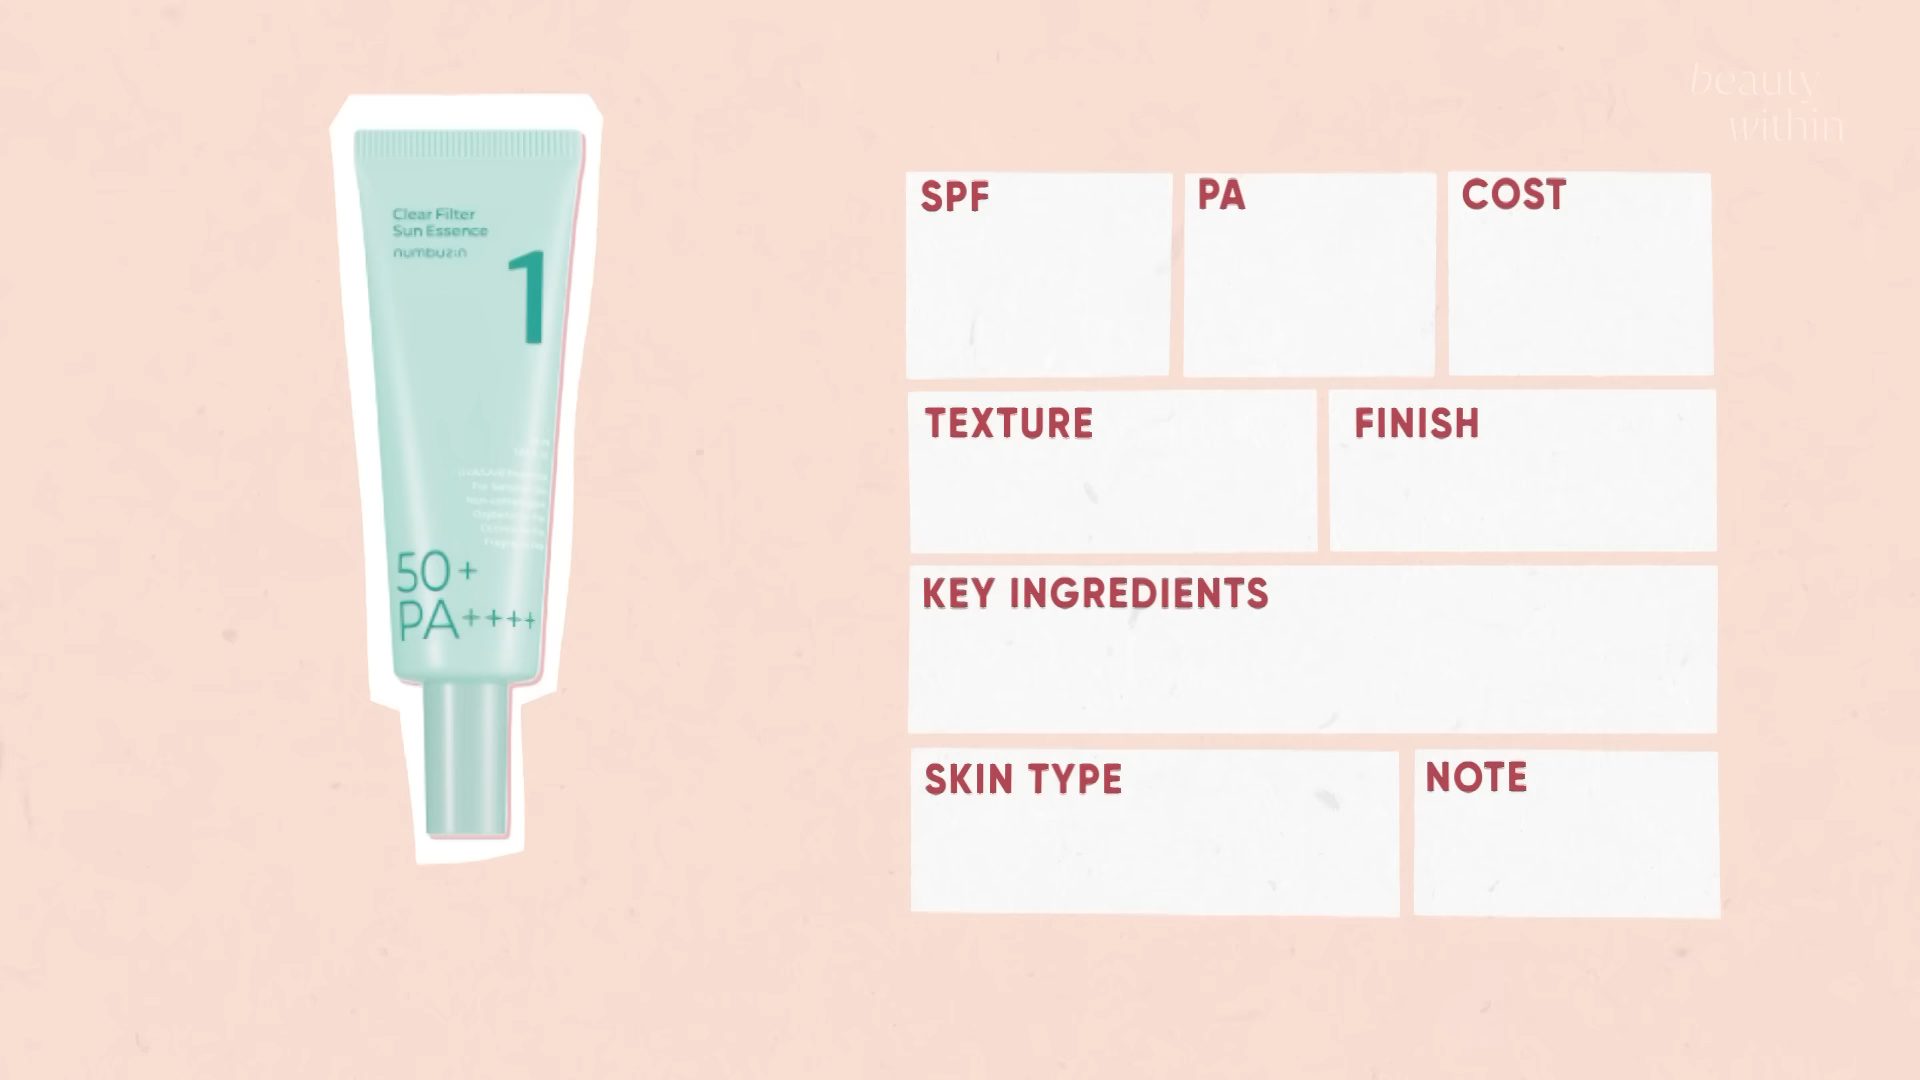 Clear Filter
Sun Essence
numbuzin
1
50+
PA++++
beauty
within
SPF
PA
COST
TEXTURE
FINISH
KEY INGREDIENTS
SKIN TYPE
NOTE